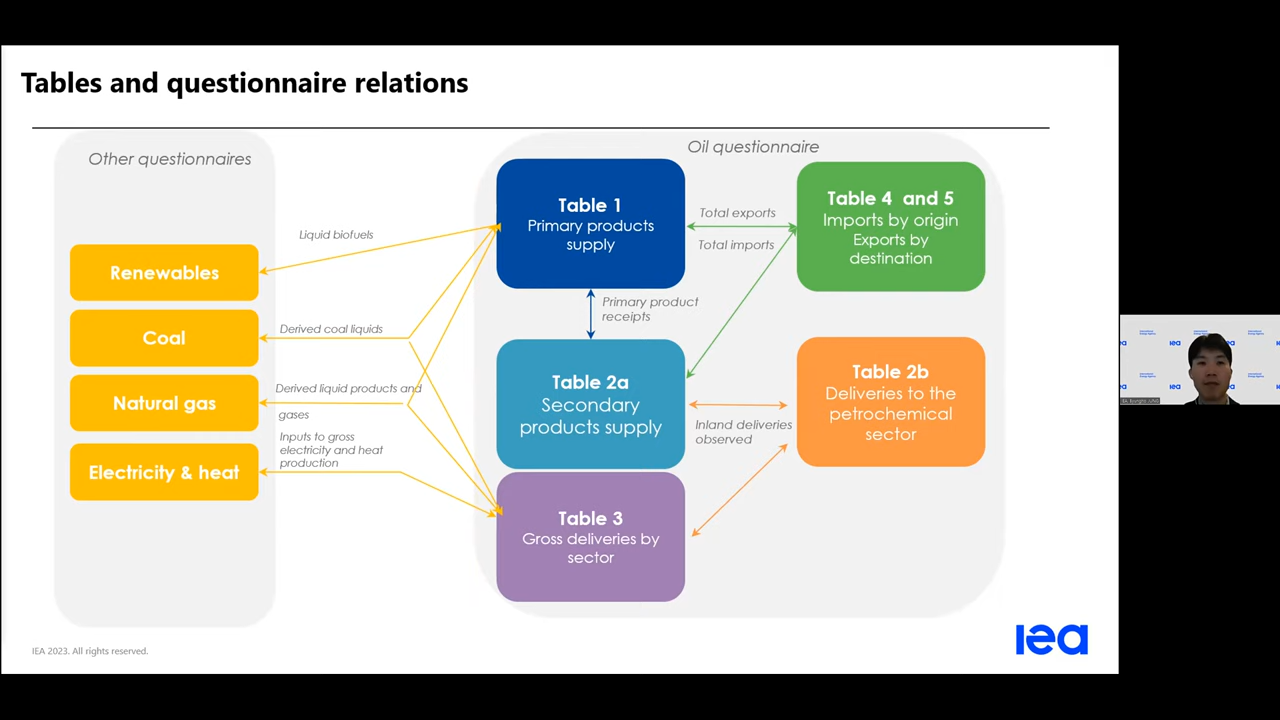 Tables and questionnaire relations
Other questionnaires
Renewables
Coal
Natural gas
Electricity & heat
Liquid biofuels
Derived coal liquids
Derived liquid products and
gases
Inputs to gross
electricity and heat
production
Oil questionnaire
Table 1
Primary products
supply
Total exports
Total imports
Table 4 and 5
Imports by origin
Exports by
destination
Primary product
receipts
Table 2a
Secondary
products supply
Inland deliveries
observed
Table 2b
Deliveries to the
petrochemical
sector
Table 3
Gross deliveries by
sector
IEA 2023. All rights reserved.
iea
iea
iea